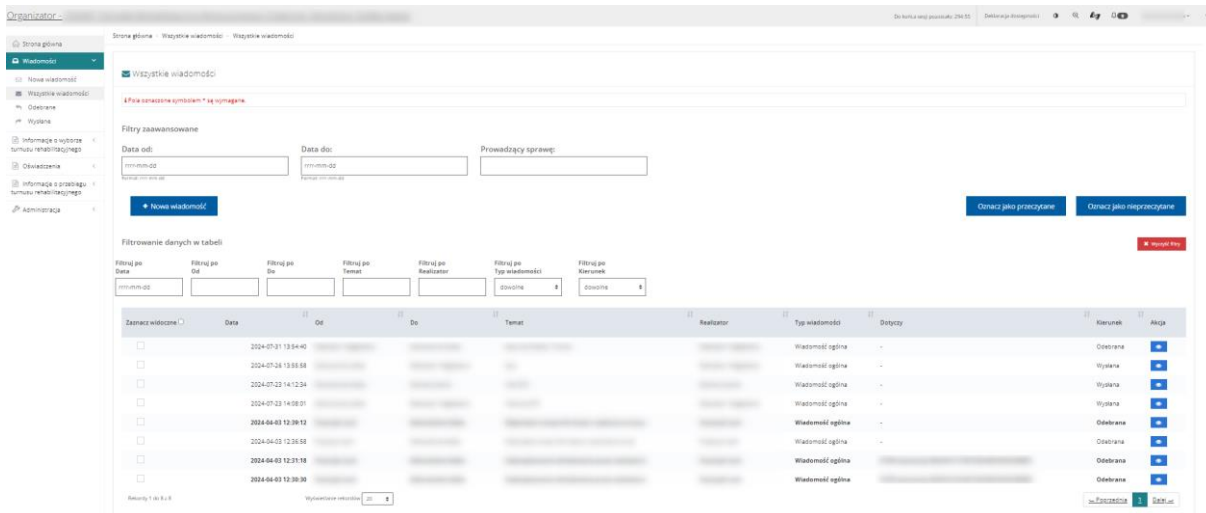 Organizator -
Do końca sesji pozostało: 294:55 Deklaracja dostępności
Strona główna
Wiadomości
Nowa wiadomość
Wszystkie wiadomości
Odebrane
Wysłane
Informacje o wyborze
turnusu rehabilitacyjnego
Oświadczenia
Informacja o przebiegu
turnusu rehabilitacyjnego
Administracja
Strona główna Wszystkie wiadomości Wszystkie wiadomości
Wszystkie wiadomości
Pola oznaczone symbolem * są wymagane.
Filtry zaawansowane
Data od: Data do: Prowadzący sprawę:
rrrr-mm-dd rrrr-mm-dd
Format: rrrr-mm-dd Format: rrrr-mm-dd
+ Nowa wiadomość Oznacz jako przeczytane Oznacz jako nieprzeczytane
Filtrowanie danych w tabeli Wyczyść filtry
Filtruj po Filtruj po Filtruj po Filtruj po Filtruj po Filtruj po Filtruj po
Data Od Do Temat Realizator Typ wiadomości Kierunek
rrrr-mm-dd dowolne dowolne
Zaznacz widoczne Data Od Do Temat Realizator Typ wiadomości Dotyczy Kierunek Akcja
2024-07-31 13:54:40 Wiadomość ogólna - Odebrana
2024-07-26 13:55:58 Wiadomość ogólna - Wysłana
2024-07-23 14:12:34 Wiadomość ogólna - Wysłana
2024-07-23 14:08:01 Wiadomość ogólna - Wysłana
2024-04-03 12:39:12 Wiadomość ogólna - Odebrana
2024-04-03 12:36:58 Wiadomość ogólna - Odebrana
2024-04-03 12:31:18 Wiadomość ogólna Odebrana
2024-04-03 12:30:30 Wiadomość ogólna Odebrana
Rekordy 1 do 8 z 8 Wyświetlanie rekordów 20 Poprzednia 1 Dalej